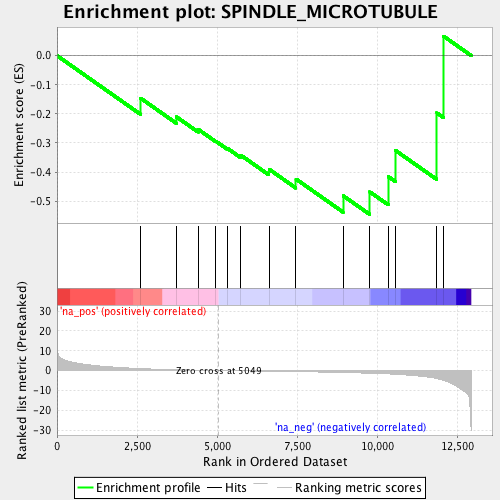 Enrichment plot: SPINDLE_MICROTUBULE
Enrichment score (ES)
0.0
-0.1
-0.2
-0.3
-0.4
-0.5
'na_pos' (positively correlated)
Ranked list metric (PreRanked)
30
20
10
0
-10
-20
-30
Zero cross at 5049
'na_neg' (negatively correlated)
0
2,500
5,000
7,500
10,000
12,500
Rank in Ordered Dataset
Enrichment profile
Hits
Ranking metric scores